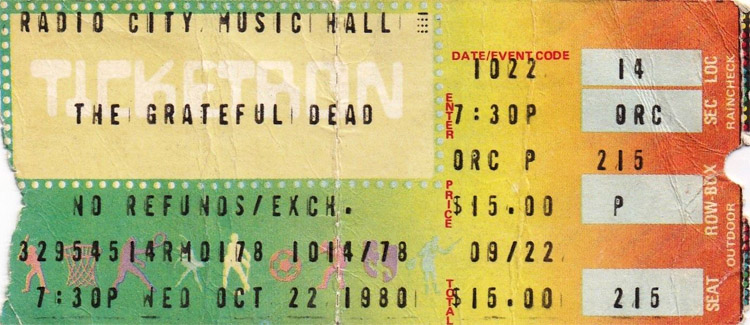 RADIO CITY MUSIC HALL
TICKETRON
THE GRATEFUL DEAD
NO REFUNDS/EXCH.
32954514RM0178 1014/78
7:30P WED OCT 22 1980
DATE/EVENT CODE
1022
ENTER
7:30P
ORC P 215
PRICE
$15.00
09/22
TOTAL
$15.00
14
ORC
P
215
LOC
SEC
ROW-BOX
SEAT
RAINCHECK
OUTDOOR